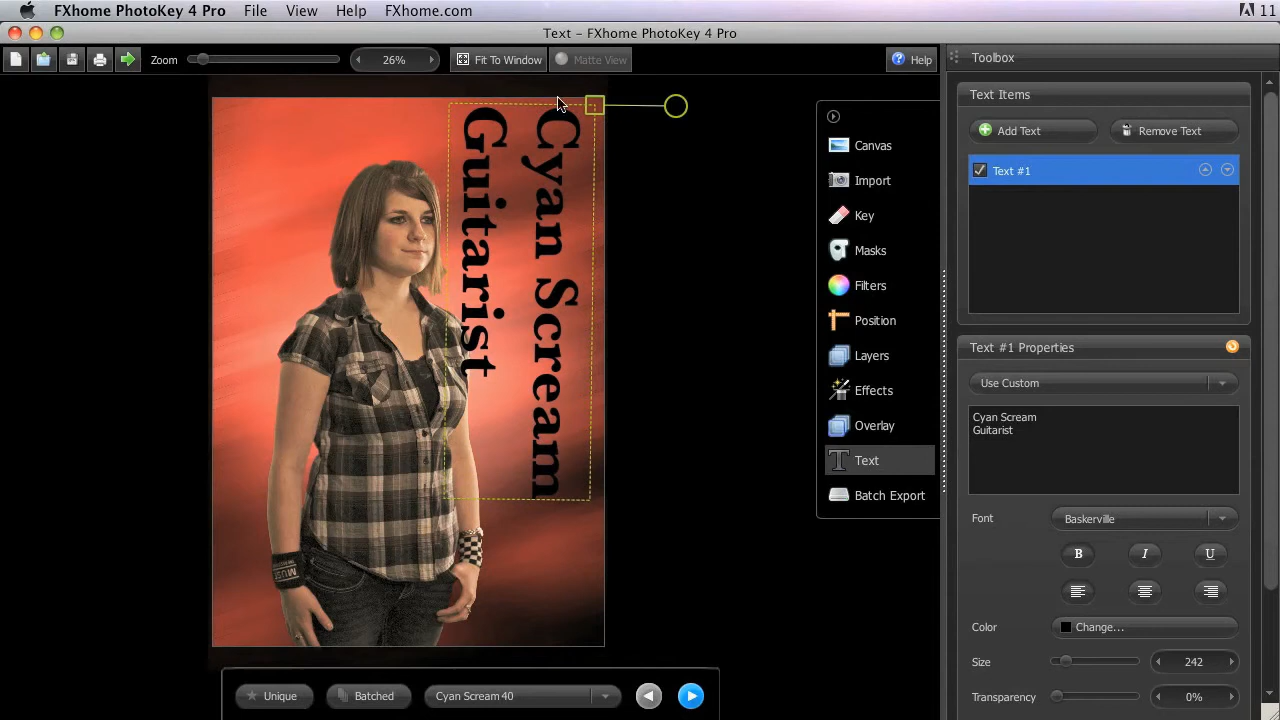 FXhome PhotoKey 4 Pro File View Help FXhome.com 11
Text – FXhome PhotoKey 4 Pro
Zoom 26% Fit To Window Matte View Help
Toolbox
Text Items
Add Text Remove Text
Text #1
Cyan Scream
Guitarist
MUSE
Canvas
Import
Key
Masks
Filters
Position
Layers
Effects
Overlay
Text
Batch Export
Text #1 Properties
Use Custom
Cyan Scream
Guitarist
Font Baskerville
B I U
Color Change...
Size 242
Transparency 0%
Unique Batched Cyan Scream40